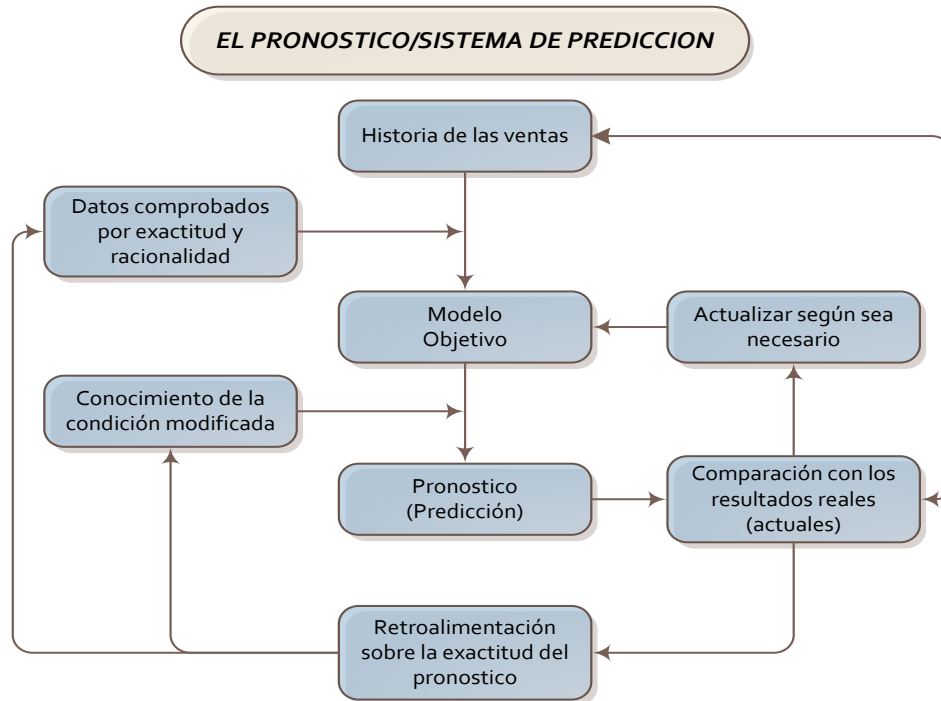 EL PRONOSTICO/SISTEMA DE PREDICCION
Historia de las ventas
Datos comprobados
por exactitud y
racionalidad
Modelo
Objetivo
Actualizar según sea
necesario
Conocimiento de la
condición modificada
Pronostico
(Predicción)
Comparación con los
resultados reales
(actuales)
Retroalimentación
sobre la exactitud del
pronostico